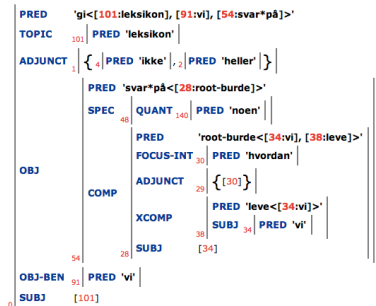 PRED 'gi<[101:leksikon], [91:vi], [54:svar*på]>'
TOPIC 101 PRED 'leksikon'
ADJUNCT 1 { 4 PRED 'ikke' , 2 PRED 'heller' }
PRED 'svar*på<[28:root-burde]>'
SPEC 48 QUANT 140 PRED 'noen'
PRED 'root-burde<[34:vi], [38:leve]>'
FOCUS-INT 30 PRED 'hvordan'
OBJ 54 COMP 28 ADJUNCT 29 { [30] }
XCOMP 38 PRED 'leve<[34:vi]>'
SUBJ 34 PRED 'vi'
SUBJ [34]
OBJ-BEN 91 PRED 'vi'
0 SUBJ [101]